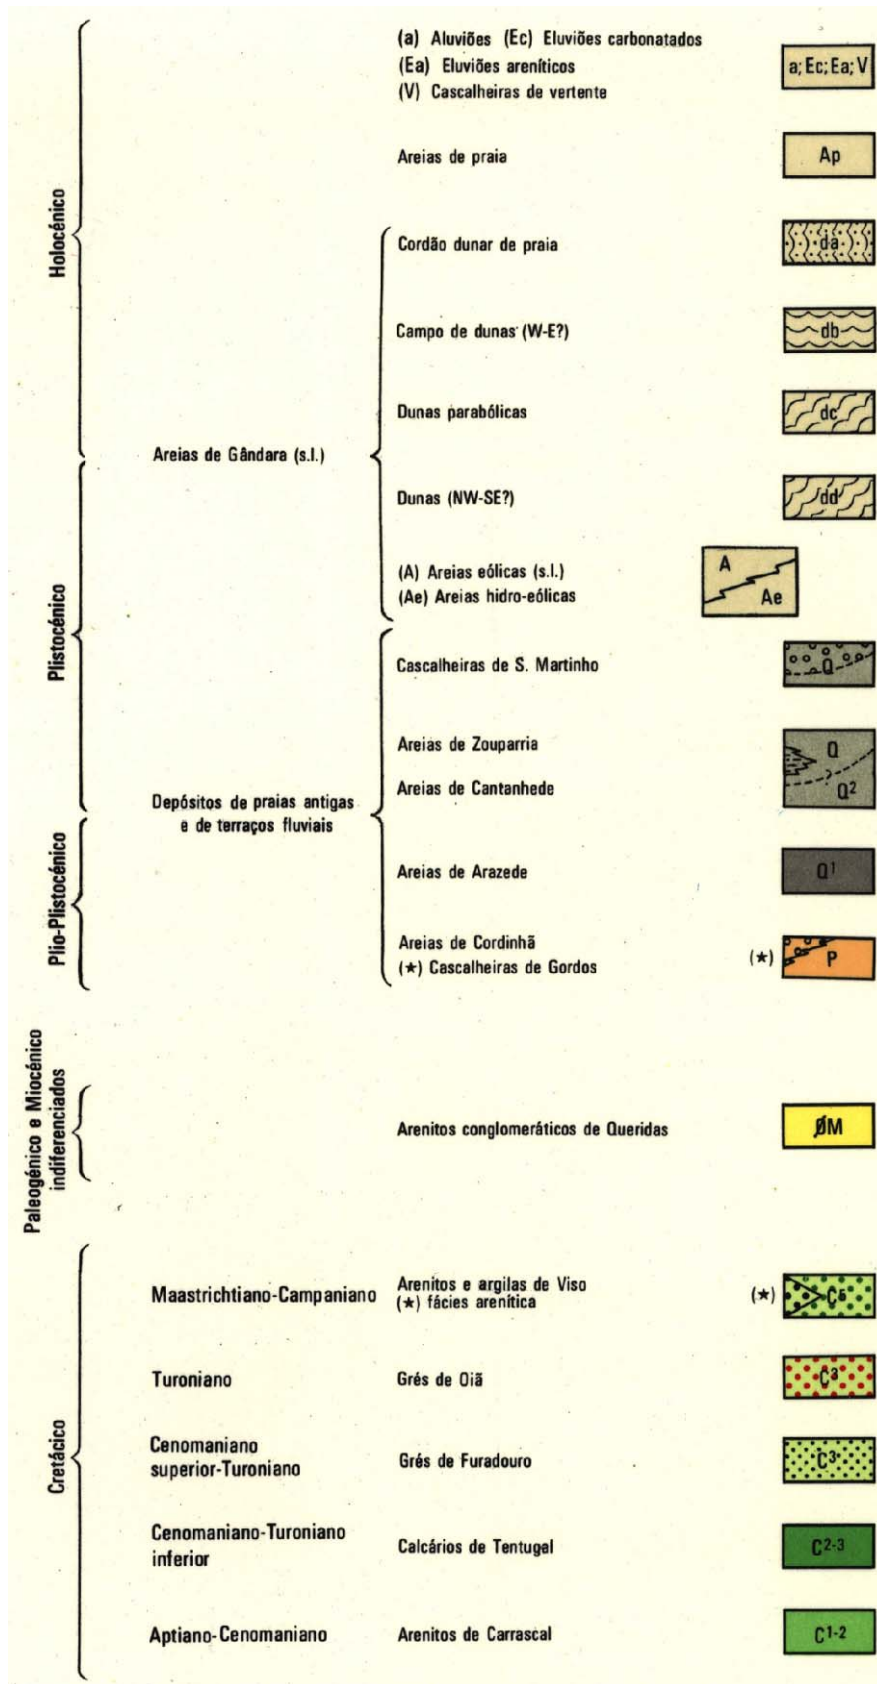 Holocénico
(a) Aluviões (Ec) Eluviões carbonatados
(Ea) Eluviões areníticos
(V) Cascalheiras de vertente
a; Ec; Ea; V
Areias de praia
Ap
Areias de Gândara (s.l.)
Cordão dunar de praia
da
Campo de dunas (W-E?)
db
Dunas parabólicas
dc
Dunas (NW-SE?)
dd
(A) Areias eólicas (s.l.)
(Ae) Areias hidro-eólicas
A
Ae
Plistocénico
Depósitos de praias antigas
e de terraços fluviais
Cascalheiras de S. Martinho
Q
Areias de Zouparria
Q
Areias de Cantanhede
Q²
Plio-Plistocénico
Areias de Arazede
Q¹
Areias de Cordinhã
(★) Cascalheiras de Gordos
(★)
P
Paleogénico e Miocénico
indiferenciados
Arenitos conglomeráticos de Queridas
ØM
Cretácico
Maastrichtiano-Campaniano
Arenitos e argilas de Viso
(★) fácies arenítica
(★)
C⁵
Turoniano
Grés de Oiã
C³
Cenomaniano
superior-Turoniano
Grés de Furadouro
C³
Cenomaniano-Turoniano
inferior
Calcários de Tentugal
C²⁻³
Aptiano-Cenomaniano
Arenitos de Carrascal
C¹⁻²